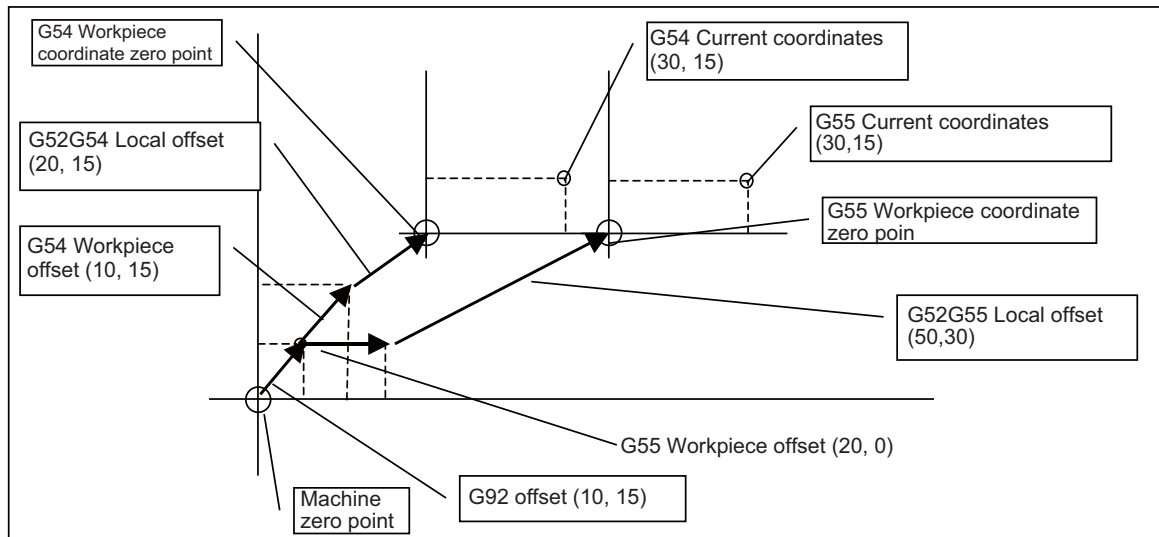 G54 Workpiece
coordinate zero point
G54 Current coordinates
(30, 15)
G52G54 Local offset
(20, 15)
G55 Current coordinates
(30,15)
G54 Workpiece
offset (10, 15)
G55 Workpiece coordinate
zero poin
G52G55 Local offset
(50,30)
G55 Workpiece offset (20, 0)
G92 offset (10, 15)
Machine
zero point